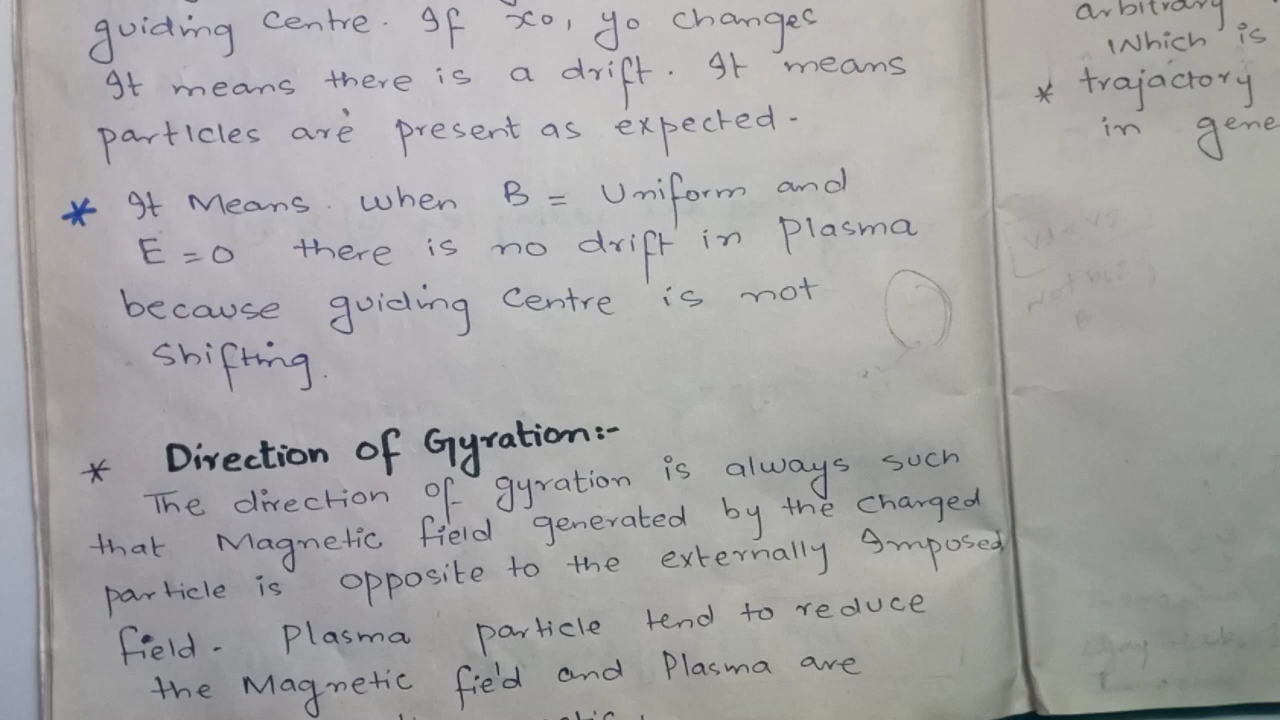 guiding centre. If xo, yo changes
It means there is a drift. It means
particles are present as expected.
* It Means. when B = Uniform and
E = 0 there is no drift in Plasma
because guiding Centre is not
Shifting.
* Direction of Gyration:-
The direction of gyration is always such
that Magnetic field generated by the charged
particle is opposite to the externally Imposed
field. Plasma particle tend to reduce
the Magnetic field and Plasma are
arbitrary
Which is
* trajactory
in gene